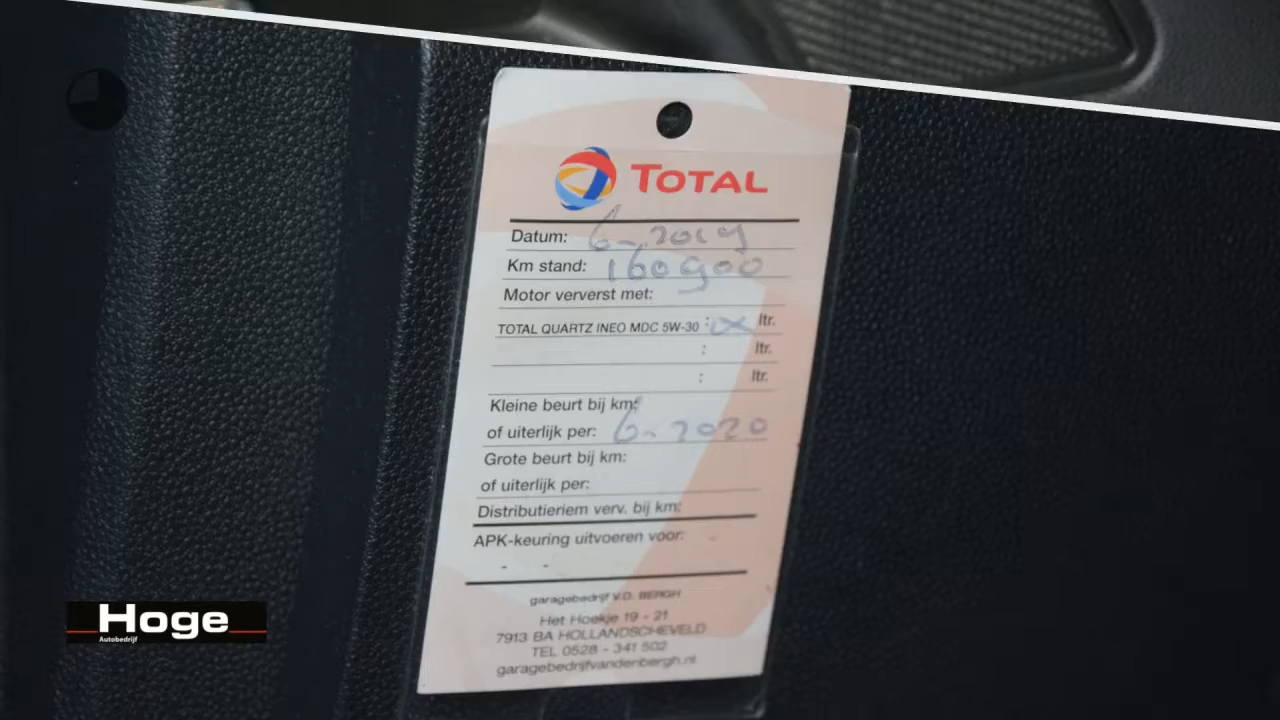 TOTAL
Datum: 6-2019
Km stand: 160900
Motor ververst met:
TOTAL QUARTZ INEO MDC 5W-30 : ltr.
: ltr.
: ltr.
Kleine beurt bij km:
of uiterlijk per: 6-2020
Grote beurt bij km:
of uiterlijk per:
Distributieriem verv. bij km:
APK-keuring uitvoeren voor:
- -
garagebedrijf V.D. BERGH
Het Hoekje 19 - 21
7913 BA HOLLANDSCHEVELD
TEL 0528 - 341 502
garagebedrijfvandenbergh.nl
Hoge
Autobedrijf